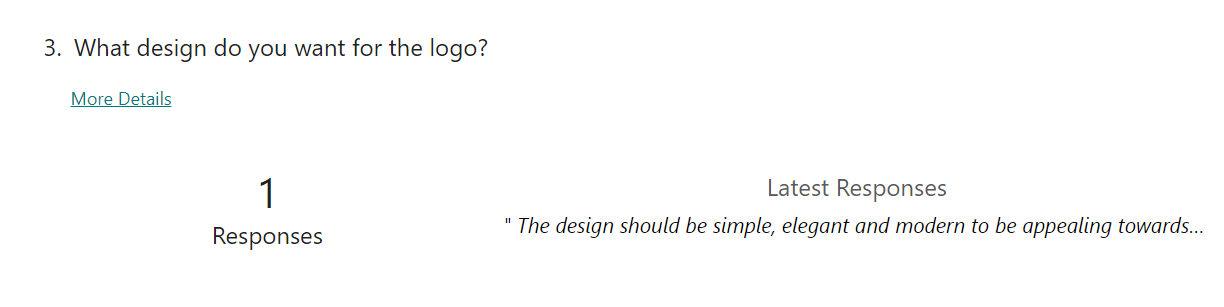 3. What design do you want for the logo?
More Details
1
Responses
Latest Responses
" The design should be simple, elegant and modern to be appealing towards...